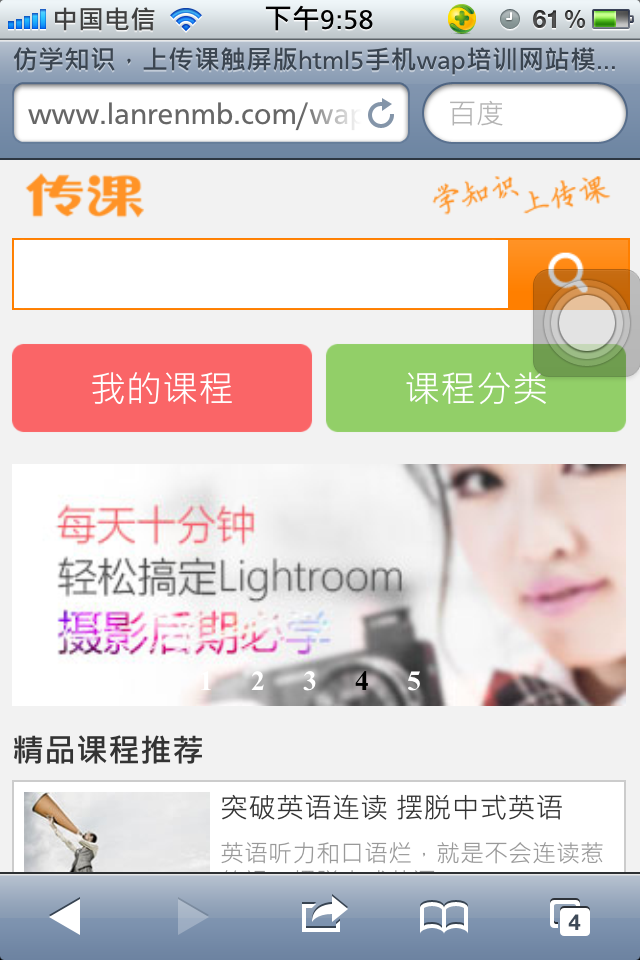 中国电信 下午9:58 61%
仿学知识，上传课触屏版html5手机wap培训网站模...
www.lanrenmb.com/wap 百度
传课 学知识 上传课
我的课程 课程分类
每天十分钟
轻松搞定Lightroom
摄影后期必学
1 2 3 4 5
精品课程推荐
突破英语连读 摆脱中式英语
英语听力和口语烂，就是不会连读惹
4